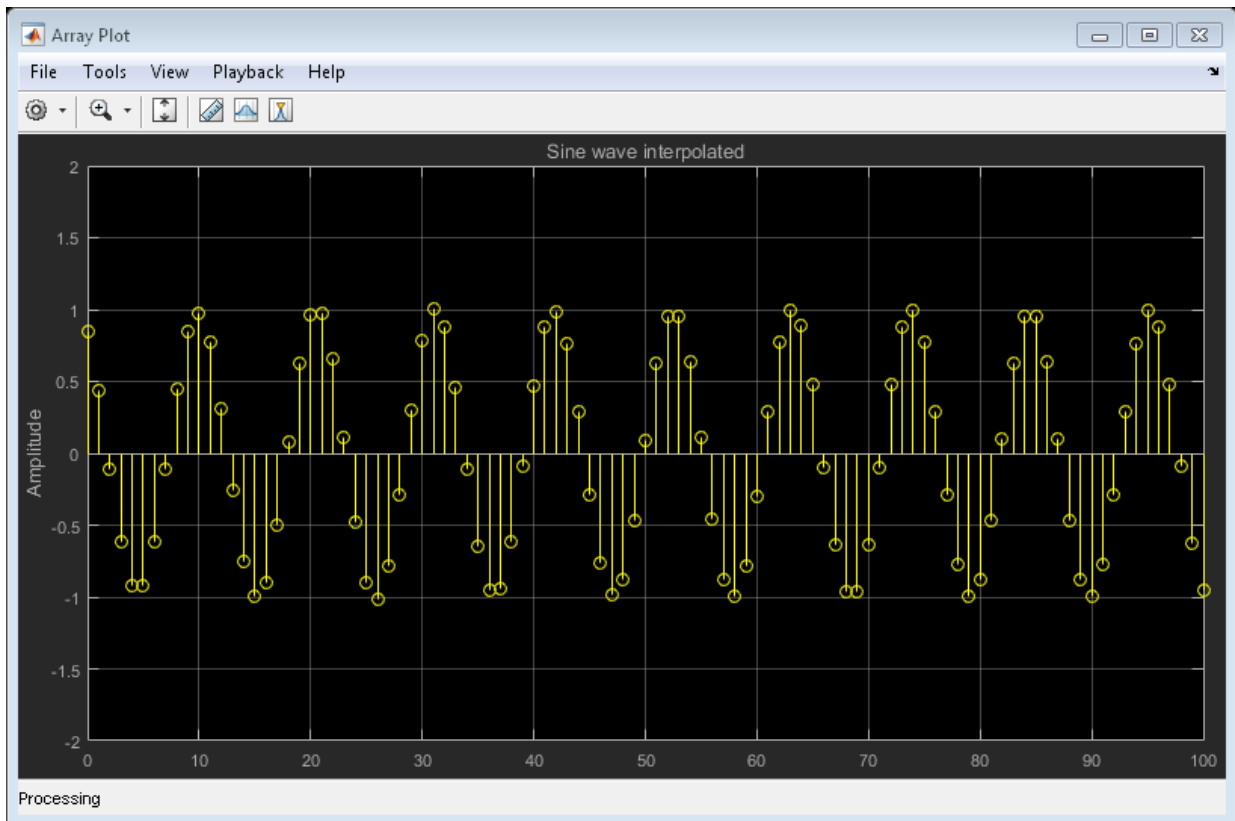 Array Plot
File Tools View Playback Help
Sine wave interpolated
2
1.5
1
0.5
0
-0.5
-1
-1.5
-2
Amplitude
0 10 20 30 40 50 60 70 80 90 100
Processing